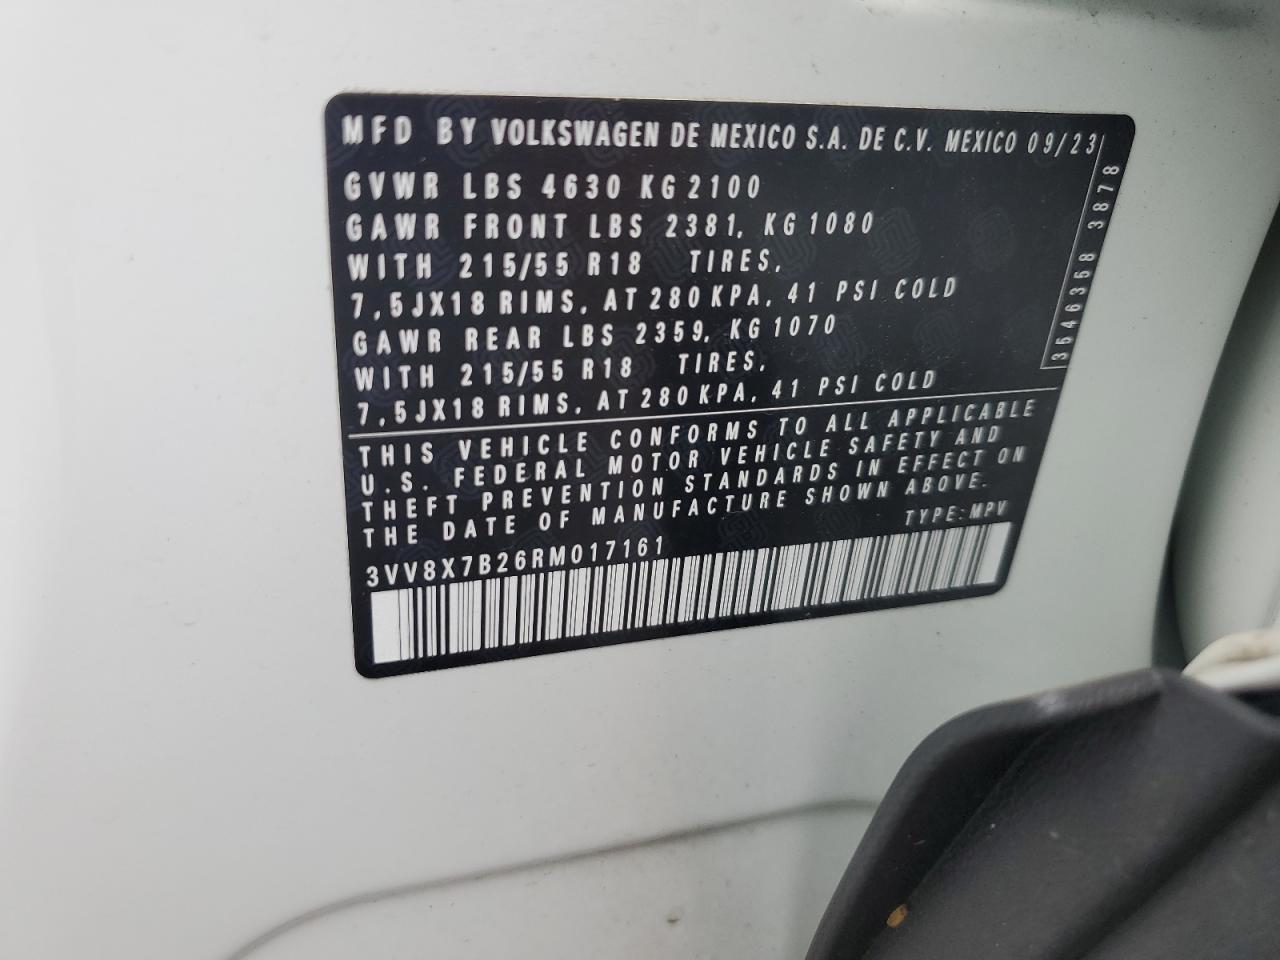 MFD BY VOLKSWAGEN DE MEXICO S.A. DE C.V. MEXICO 09/23
GVWR LBS 4630 KG 2100
GAWR FRONT LBS 2381, KG 1080
WITH 215/55 R18 TIRES,
7,5JX18 RIMS, AT 280 KPA, 41 PSI COLD
GAWR REAR LBS 2359, KG 1070
WITH 215/55 R18 TIRES,
7,5JX18 RIMS, AT 280 KPA, 41 PSI COLD
3546358 3878
THIS VEHICLE CONFORMS TO ALL APPLICABLE
U.S. FEDERAL MOTOR VEHICLE SAFETY AND
THEFT PREVENTION STANDARDS IN EFFECT ON
THE DATE OF MANUFACTURE SHOWN ABOVE.
TYPE: MPV
3VV8X7B26RM017161